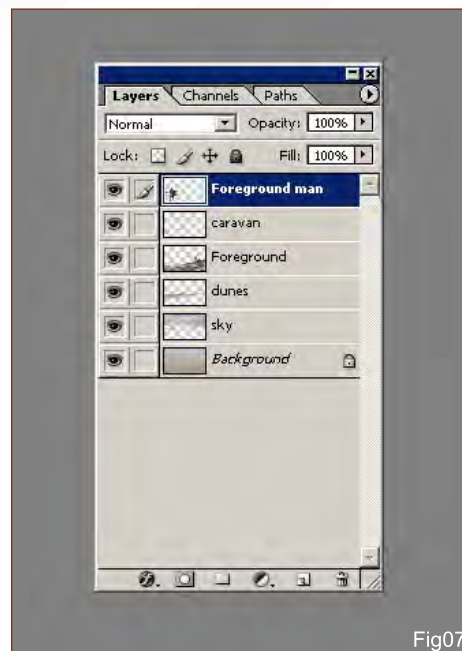 Layers Channels Paths
Normal Opacity: 100%
Lock: Fill: 100%
Foreground man
caravan
Foreground
dunes
sky
Background
Fig07